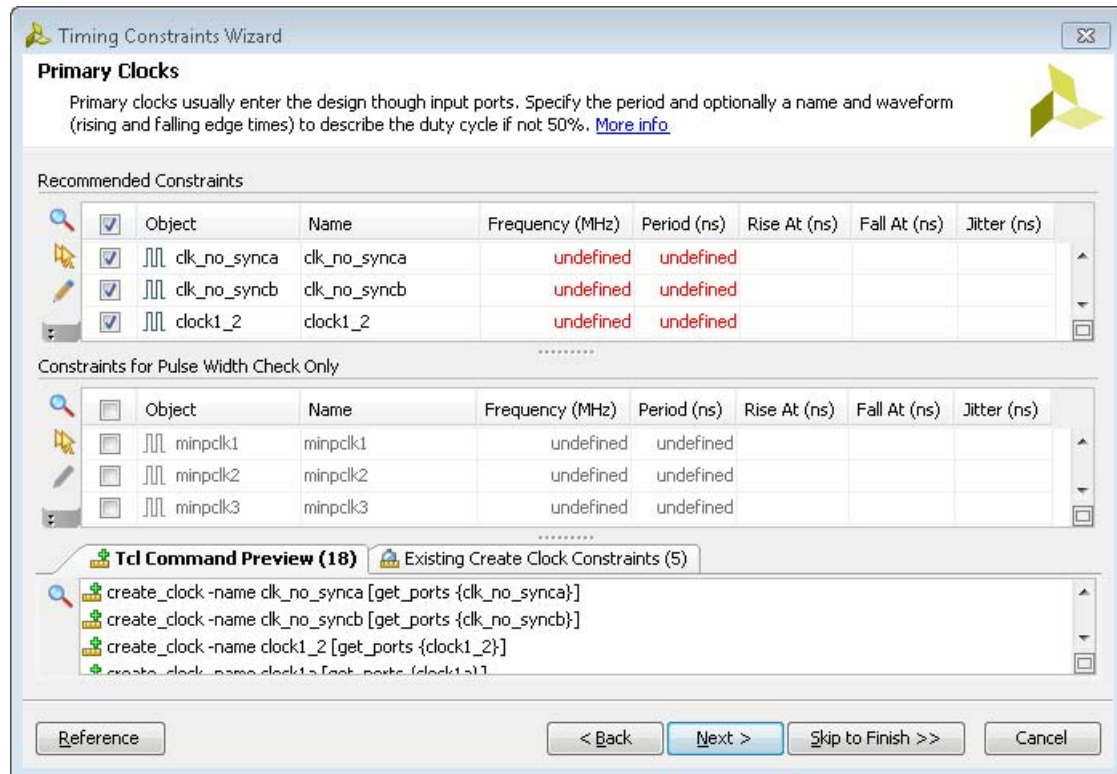 Timing Constraints Wizard
Primary Clocks
Primary clocks usually enter the design though input ports. Specify the period and optionally a name and waveform
(rising and falling edge times) to describe the duty cycle if not 50%. More info
Recommended Constraints
Object Name Frequency (MHz) Period (ns) Rise At (ns) Fall At (ns) Jitter (ns)
clk_no_synca clk_no_synca undefined undefined
clk_no_syncb clk_no_syncb undefined undefined
clock1_2 clock1_2 undefined undefined
Constraints for Pulse Width Check Only
Object Name Frequency (MHz) Period (ns) Rise At (ns) Fall At (ns) Jitter (ns)
minpclk1 minpclk1 undefined undefined
minpclk2 minpclk2 undefined undefined
minpclk3 minpclk3 undefined undefined
Tcl Command Preview (18) Existing Create Clock Constraints (5)
create_clock -name clk_no_synca [get_ports {clk_no_synca}]
create_clock -name clk_no_syncb [get_ports {clk_no_syncb}]
create_clock -name clock1_2 [get_ports {clock1_2}]
create_clock -name clock1a [get_ports {clock1a}]
Reference < Back Next > Skip to Finish >> Cancel